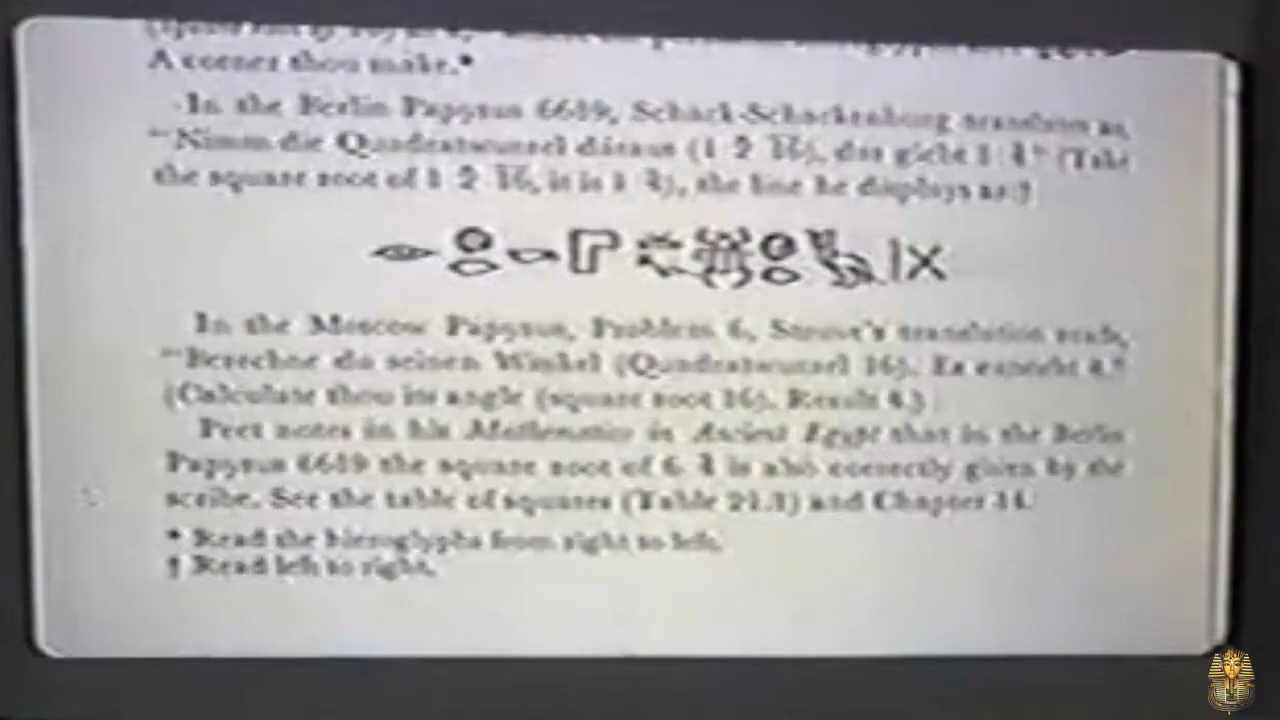 A corner thou make.*
In the Berlin Papyrus 6619, Schack-Schackenburg translates as,
"Nimm die Quadratwurzel daraus (1 2 16), das giebt 1 4" (Take
the square root of 1 2 16, it is 1 4), the line he displays as:†
In the Moscow Papyrus, Problem 6, Struve's translation reads,
"Berechne du seinen Winkel (Quadratwurzel 16). Es entsteht 4."
(Calculate thou its angle (square root 16). Result 4.)
Peet notes in his Mathematics in Ancient Egypt that in the Berlin
Papyrus 6619 the square root of 6 4 is also correctly given by the
scribe. See the table of squares (Table 21.1) and Chapter 14.
* Read the hieroglyphs from right to left.
† Read left to right.